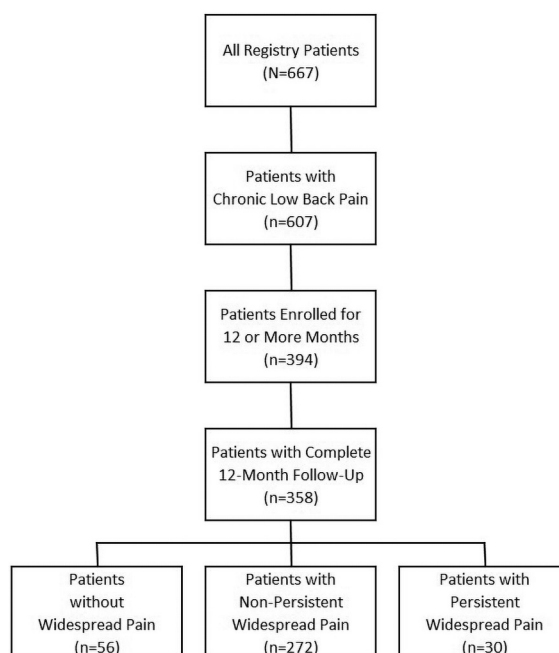 All Registry Patients
(N=667)
Patients with
Chronic Low Back Pain
(n=607)
Patients Enrolled for
12 or More Months
(n=394)
Patients with Complete
12-Month Follow-Up
(n=358)
Patients
without
Widespread Pain
(n=56)
Patients with
Non-Persistent
Widespread Pain
(n=272)
Patients with
Persistent
Widespread Pain
(n=30)